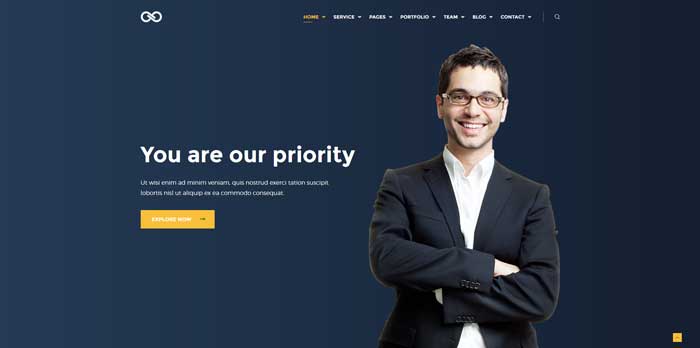 HOME SERVICE PAGES PORTFOLIO TEAM BLOG CONTACT
You are our priority
Ut wisi enim ad minim veniam, quis nostrud exerci tation suscipit
lobortis nisl ut aliquip ex ea commodo consequat.
EXPLORE NOW